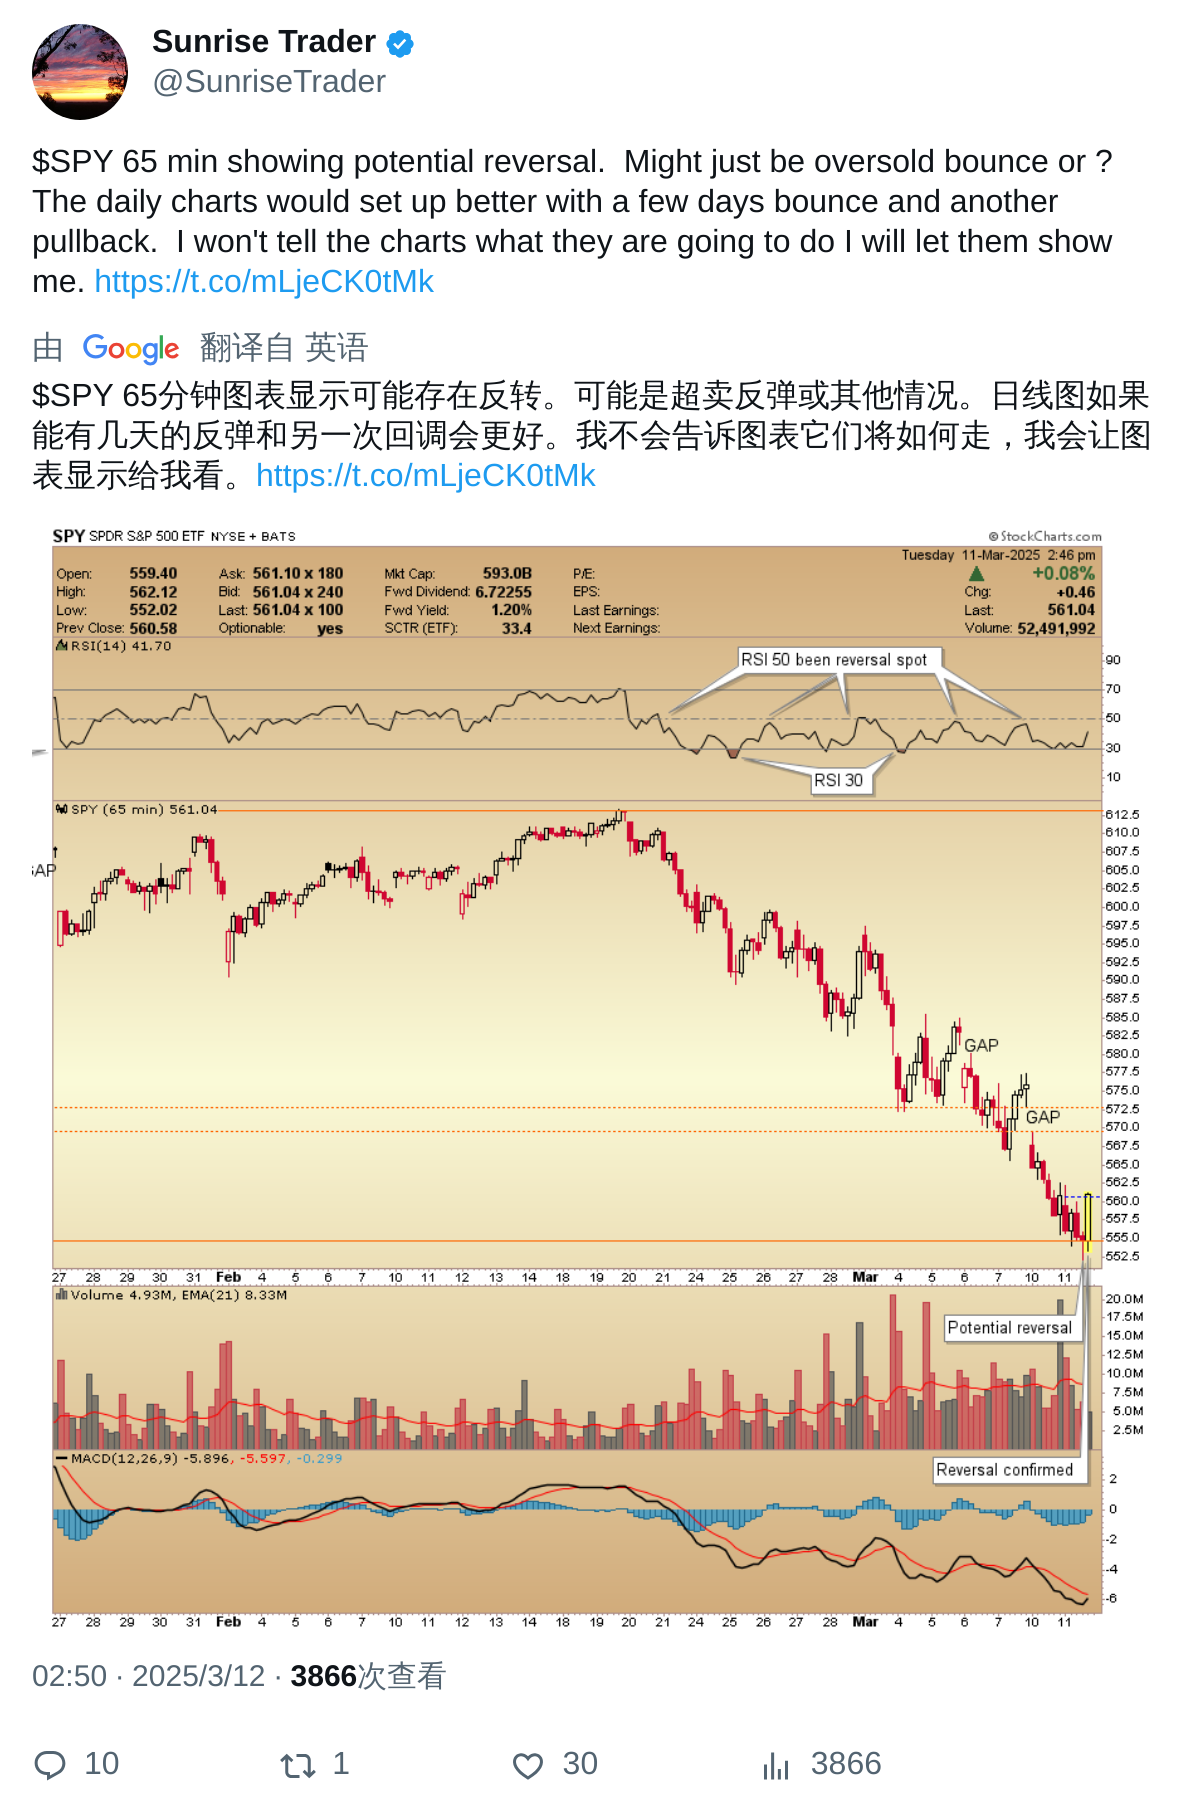 Sunrise Trader
@SunriseTrader
$SPY 65 min showing potential reversal.  Might just be oversold bounce or ?
The daily charts would set up better with a few days bounce and another
pullback.  I won't tell the charts what they are going to do I will let them show
me. https://t.co/mLjeCK0tMk
由 Google 翻译自 英语
$SPY 65分钟图表显示可能存在反转。可能是超卖反弹或其他情况。日线图如果
能有几天的反弹和另一次回调会更好。我不会告诉图表它们将如何走，我会让图
表显示给我看。https://t.co/mLjeCK0tMk
SPY SPDR S&P 500 ETF NYSE + BATS © StockCharts.com
Tuesday 11-Mar-2025 2:46 pm
Open: 559.40 Ask: 561.10 x 180 Mkt Cap: 593.0B P/E: +0.08%
High: 562.12 Bid: 561.04 x 240 Fwd Dividend: 6.72255 EPS: Chg: +0.46
Low: 552.02 Last: 561.04 x 100 Fwd Yield: 1.20% Last Earnings: Last: 561.04
Prev Close: 560.58 Optionable: yes SCTR (ETF): 33.4 Next Earnings: Volume: 52,491,992
RSI(14) 41.70
RSI 50 been reversal spot
90
70
50
30
10
RSI 30
SPY (65 min) 561.04
612.5
610.0
607.5
605.0
602.5
600.0
597.5
595.0
592.5
590.0
587.5
585.0
582.5
580.0
577.5
575.0
572.5
570.0
567.5
565.0
562.5
560.0
557.5
555.0
552.5
GAP
GAP
GAP
27 28 29 30 31 Feb 4 5 6 7 10 11 12 13 14 18 19 20 21 24 25 26 27 28 Mar 4 5 6 7 10 11
Volume 4.93M, EMA(21) 8.33M
20.0M
17.5M
15.0M
12.5M
10.0M
7.5M
5.0M
2.5M
Potential reversal
MACD(12,26,9) -5.896, -5.597, -0.299
Reversal confirmed
2
0
-2
-4
-6
27 28 29 30 31 Feb 4 5 6 7 10 11 12 13 14 18 19 20 21 24 25 26 27 28 Mar 4 5 6 7 10 11
02:50 · 2025/3/12 · 3866次查看
10 1 30 3866